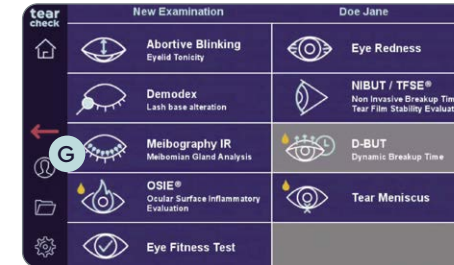 tear
check
New Examination
Doe Jane
Abortive Blinking
Eyelid Tonicity
Eye Redness
Demodex
Lash base alteration
NIBUT / TFSE®
Non Invasive Breakup Tim
Tear Film Stability Evaluat
G
Meibography IR
Meibomian Gland Analysis
D-BUT
Dynamic Breakup Time
OSIE®
Ocular Surface Inflammatory
Evaluation
Tear Meniscus
Eye Fitness Test